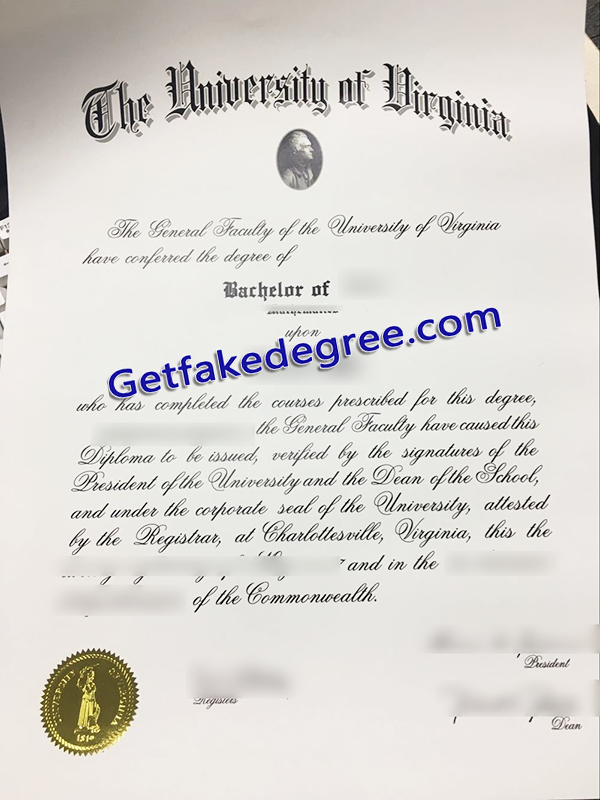 The University of Virginia
The General Faculty of the University of Virginia
have conferred the degree of
Bachelor of
upon
Getfakedegree.com
who has completed the courses prescribed for this degree,
the General Faculty have caused this
Diploma to be issued, verified by the signatures of the
President of the University and the Dean of the School,
and under the corporate seal of the University, attested
by the Registrar, at Charlottesville, Virginia, this the
and in the
of the Commonwealth.
President
Registers
Dean